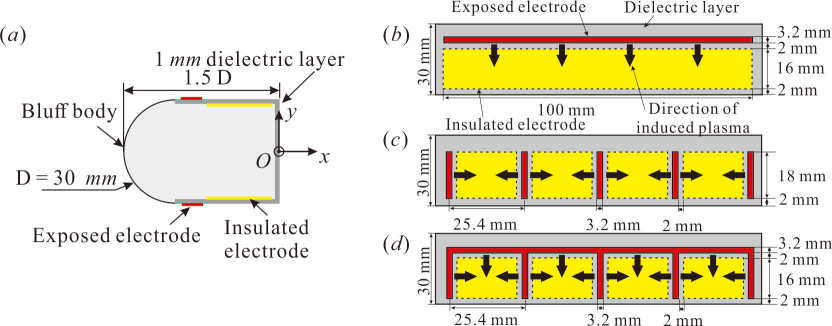 (a)
1 mm dielectric layer
1.5 D
Bluff body
y
O
x
D = 30 mm
Exposed electrode
Insulated
electrode
Exposed electrode
Dielectric layer
(b)
30 mm
3.2 mm
2 mm
16 mm
2 mm
100 mm
Insulated electrode
Direction of
induced plasma
(c)
30 mm
18 mm
2 mm
25.4 mm
3.2 mm
2 mm
(d)
30 mm
3.2 mm
2 mm
16 mm
2 mm
25.4 mm
3.2 mm
2 mm